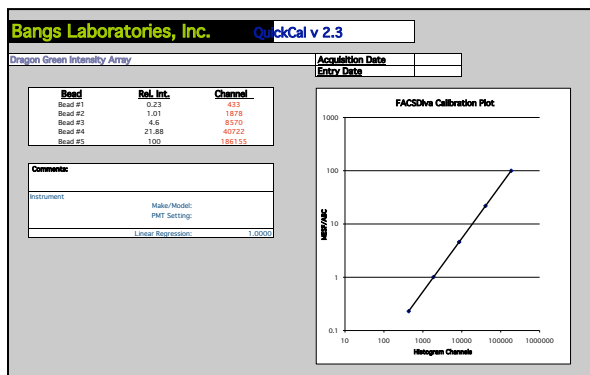 Bangs Laboratories, Inc. QuickCal v 2.3
Dragon Green Intensity Array
Acquisition Date
Entry Date
Bead Rel. Int. Channel
Bead #1 0.23 433
Bead #2 1.01 1878
Bead #3 4.6 8570
Bead #4 21.88 40722
Bead #5 100 186155
Comments:
Instrument
Make/Model:
PMT Setting:
Linear Regression: 1.0000
FACSDiva Calibration Plot
MESF/ABC
1000
100
10
1
0.1
10 100 1000 10000 100000 1000000
Histogram Channels